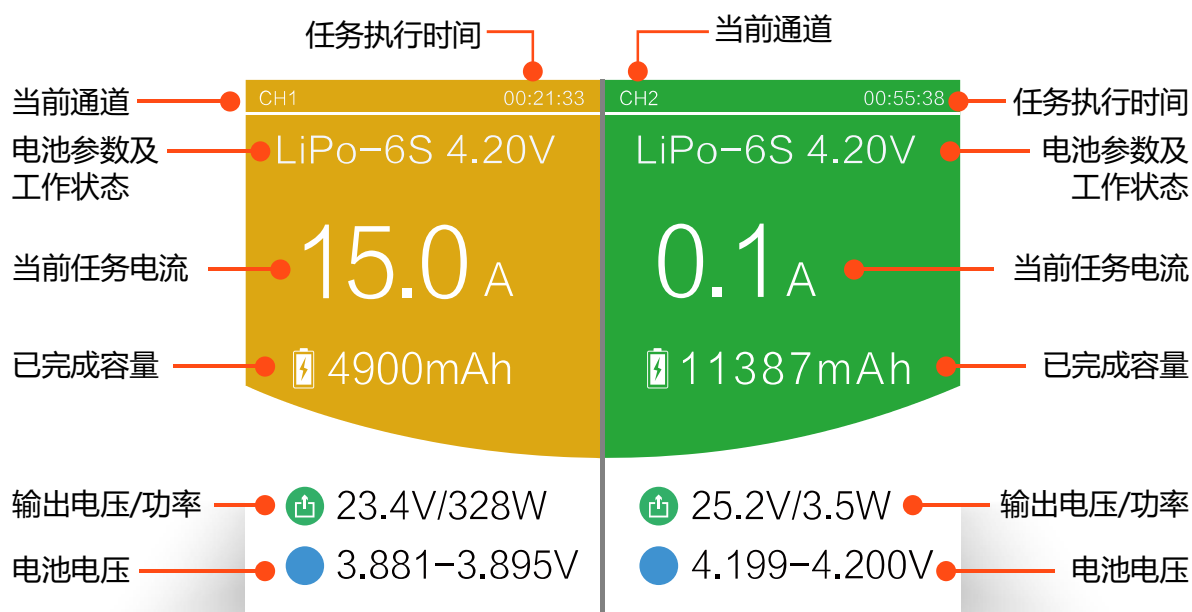 任务执行时间
当前通道
当前通道
CH1
00:21:33
CH2
00:55:38
任务执行时间
电池参数及
工作状态
LiPo-6S 4.20V
LiPo-6S 4.20V
电池参数及
工作状态
当前任务电流
15.0 A
0.1 A
当前任务电流
已完成容量
4900mAh
11387mAh
已完成容量
输出电压/功率
23.4V/328W
25.2V/3.5W
输出电压/功率
电池电压
3.881-3.895V
4.199-4.200V
电池电压